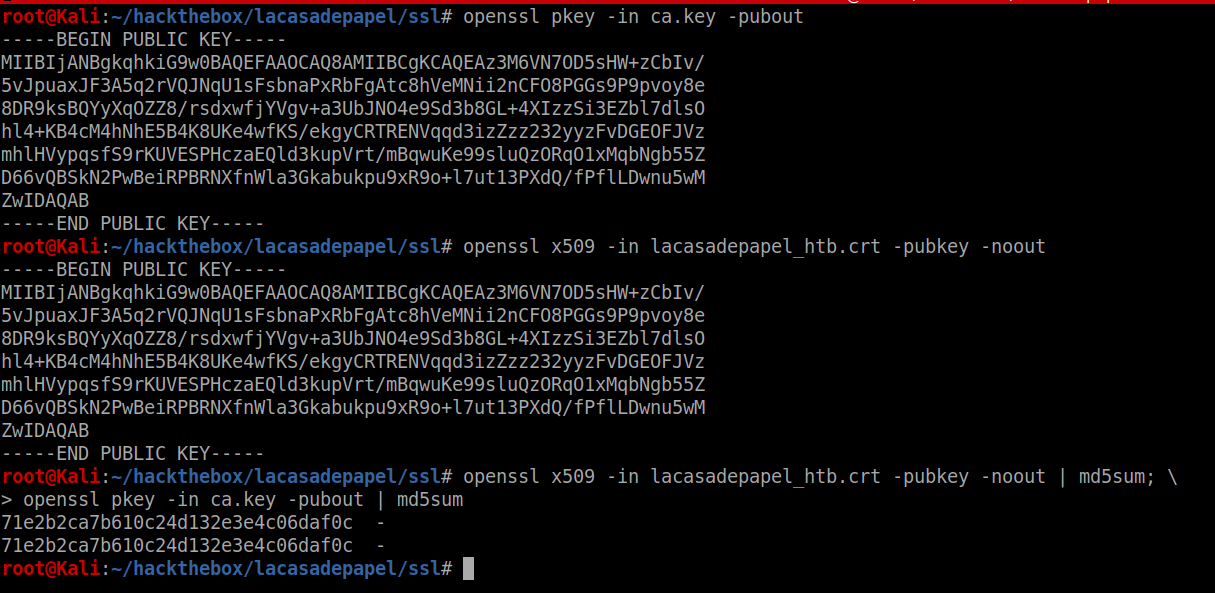 root@Kali:~/hackthebox/lacasadepapel/ssl# openssl pkey -in ca.key -pubout
-----BEGIN PUBLIC KEY-----
MIIBIjANBgkqhkiG9w0BAQEFAAOCAQ8AMIIBCgKCAQEAz3M6VN7OD5sHW+zCbIv/
5vJpuaxJF3A5q2rVQJNqU1sFsbnaPxRbFgAtc8hVeMNii2nCFO8PGGs9P9pvoy8e
8DR9ksBQYyXqOZZ8/rsdxwfjYVgv+a3UbJNO4e9Sd3b8GL+4XIzzSi3EZbl7dlsO
hl4+KB4cM4hNhE5B4K8UKe4wfKS/ekgyCRTRENVqqd3izZzz232yyzFvDGEOFJVz
mhlHVypqsfS9rKUVESPHczaEQld3kupVrt/mBqwuKe99sluQzORqO1xMqbNgb55Z
D66vQBSkN2PwBeiRPBRNXfnWla3Gkabukpu9xR9o+l7ut13PXdQ/fPflLDwnu5wM
ZwIDAQAB
-----END PUBLIC KEY-----
root@Kali:~/hackthebox/lacasadepapel/ssl# openssl x509 -in lacasadepapel_htb.crt -pubkey -noout
-----BEGIN PUBLIC KEY-----
MIIBIjANBgkqhkiG9w0BAQEFAAOCAQ8AMIIBCgKCAQEAz3M6VN7OD5sHW+zCbIv/
5vJpuaxJF3A5q2rVQJNqU1sFsbnaPxRbFgAtc8hVeMNii2nCFO8PGGs9P9pvoy8e
8DR9ksBQYyXqOZZ8/rsdxwfjYVgv+a3UbJNO4e9Sd3b8GL+4XIzzSi3EZbl7dlsO
hl4+KB4cM4hNhE5B4K8UKe4wfKS/ekgyCRTRENVqqd3izZzz232yyzFvDGEOFJVz
mhlHVypqsfS9rKUVESPHczaEQld3kupVrt/mBqwuKe99sluQzORqO1xMqbNgb55Z
D66vQBSkN2PwBeiRPBRNXfnWla3Gkabukpu9xR9o+l7ut13PXdQ/fPflLDwnu5wM
ZwIDAQAB
-----END PUBLIC KEY-----
root@Kali:~/hackthebox/lacasadepapel/ssl# openssl x509 -in lacasadepapel_htb.crt -pubkey -noout | md5sum; \
> openssl pkey -in ca.key -pubout | md5sum
71e2b2ca7b610c24d132e3e4c06daf0c  -
71e2b2ca7b610c24d132e3e4c06daf0c  -
root@Kali:~/hackthebox/lacasadepapel/ssl#